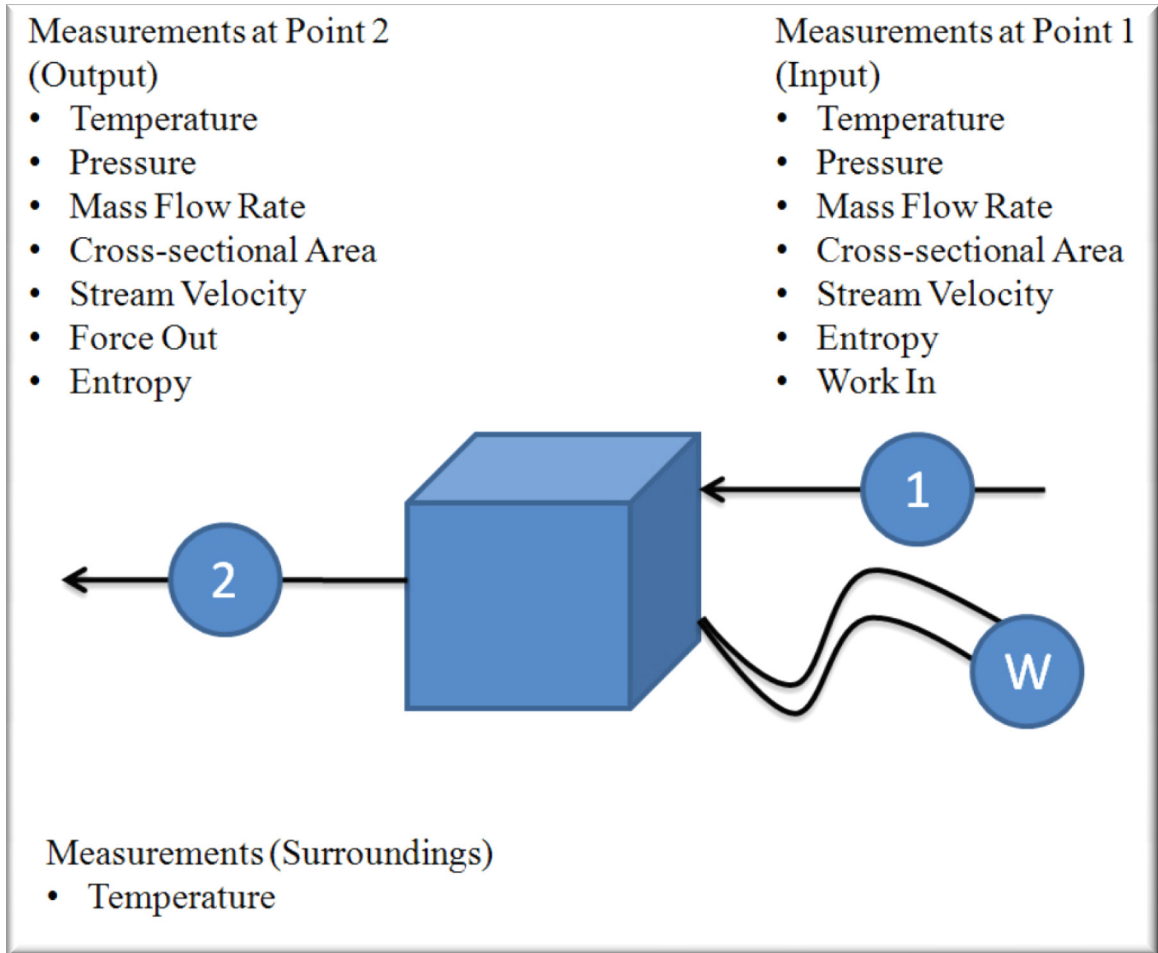 Measurements at Point 2
(Output)
• Temperature
• Pressure
• Mass Flow Rate
• Cross-sectional Area
• Stream Velocity
• Force Out
• Entropy
Measurements at Point 1
(Input)
• Temperature
• Pressure
• Mass Flow Rate
• Cross-sectional Area
• Stream Velocity
• Entropy
• Work In
1
2
W
Measurements (Surroundings)
• Temperature